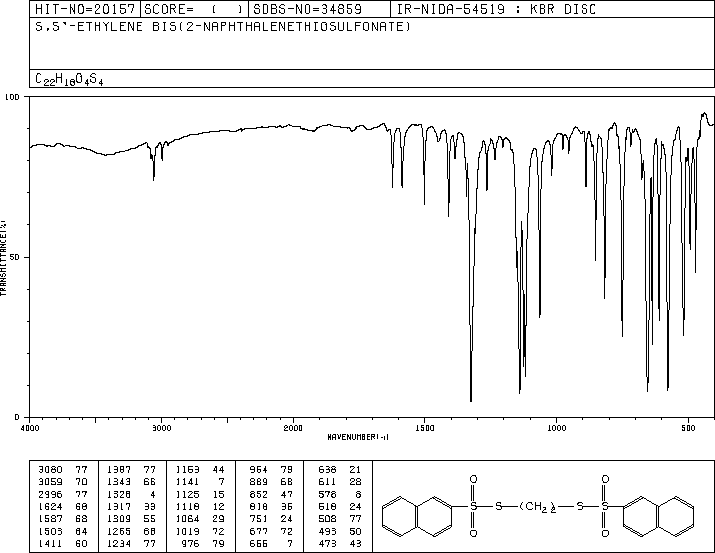 HIT-NO=20157 SCORE= ( ) SDBS-NO=34859 IR-NIDA-54519 : KBR DISC
S,S'-ETHYLENE BIS(2-NAPHTHALENETHIOSULFONATE)
C22H18O4S4
100
50
0
TRANSMITTANCE(%)
4000 3000 2000 1500 1000 500
WAVENUMBER(-1)
3080 77 1387 77 1163 44 964 79 638 21
3059 70 1343 66 1141 7 889 68 611 28
2996 77 1328 4 1125 15 852 47 578 8
1624 68 1317 33 1118 12 818 36 518 24
1587 68 1309 55 1064 29 751 24 508 77
1503 64 1265 68 1019 72 677 72 493 50
1411 60 1234 77 976 79 656 7 473 43
O O
S S (CH2)2 S S
O O